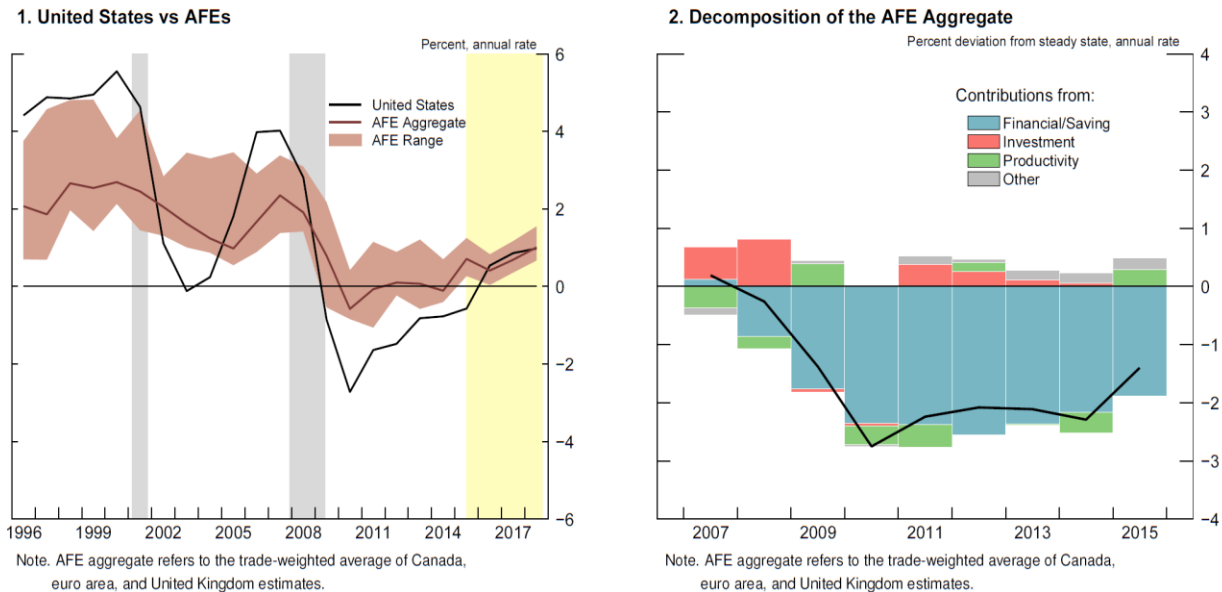 1. United States vs AFEs
Percent, annual rate
6
United States
AFE Aggregate
AFE Range
4
2
0
−2
−4
−6
1996 1999 2002 2005 2008 2011 2014 2017
Note. AFE aggregate refers to the trade-weighted average of Canada,
euro area, and United Kingdom estimates.
2. Decomposition of the AFE Aggregate
Percent deviation from steady state, annual rate
4
Contributions from:
Financial/Saving
Investment
Productivity
Other
3
2
1
0
−1
−2
−3
−4
2007 2009 2011 2013 2015
Note. AFE aggregate refers to the trade-weighted average of Canada,
euro area, and United Kingdom estimates.